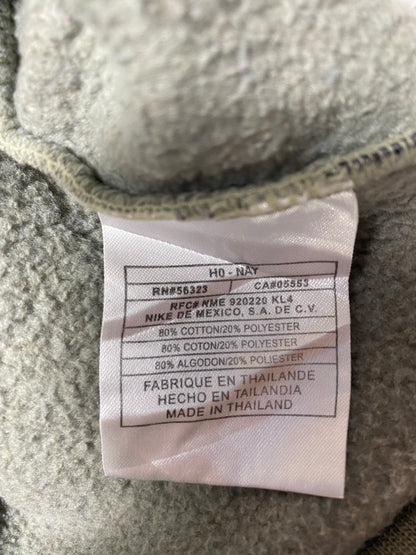 H0 - NAY
RN#56323 CA#05553
RFC# NME 920220 KL4
NIKE DE MEXICO, S.A. DE C.V.
80% COTTON/20% POLYESTER
80% COTON/20% POLYESTER
80% ALGODON/20% POLIESTER
FABRIQUE EN THAILANDE
HECHO EN TAILANDIA
MADE IN THAILAND